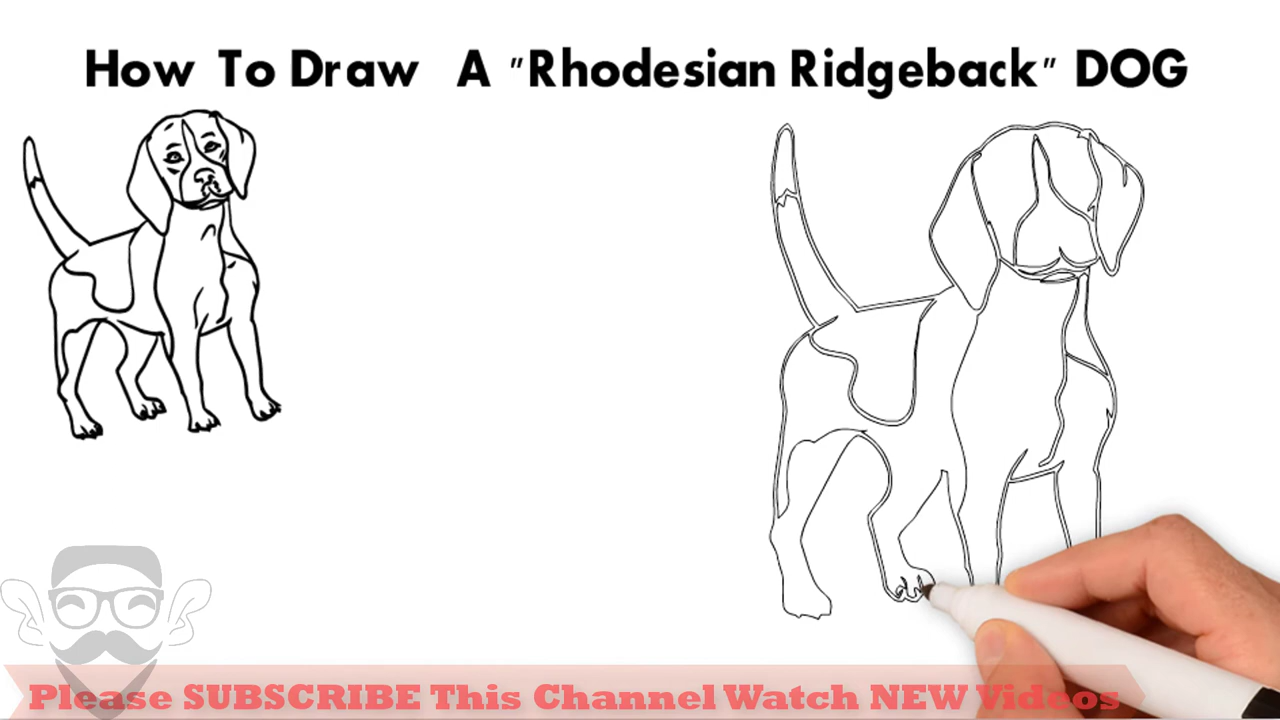 How To Draw A "Rhodesian Ridgeback" DOG
Please SUBSCRIBE This Channel Watch NEW Videos